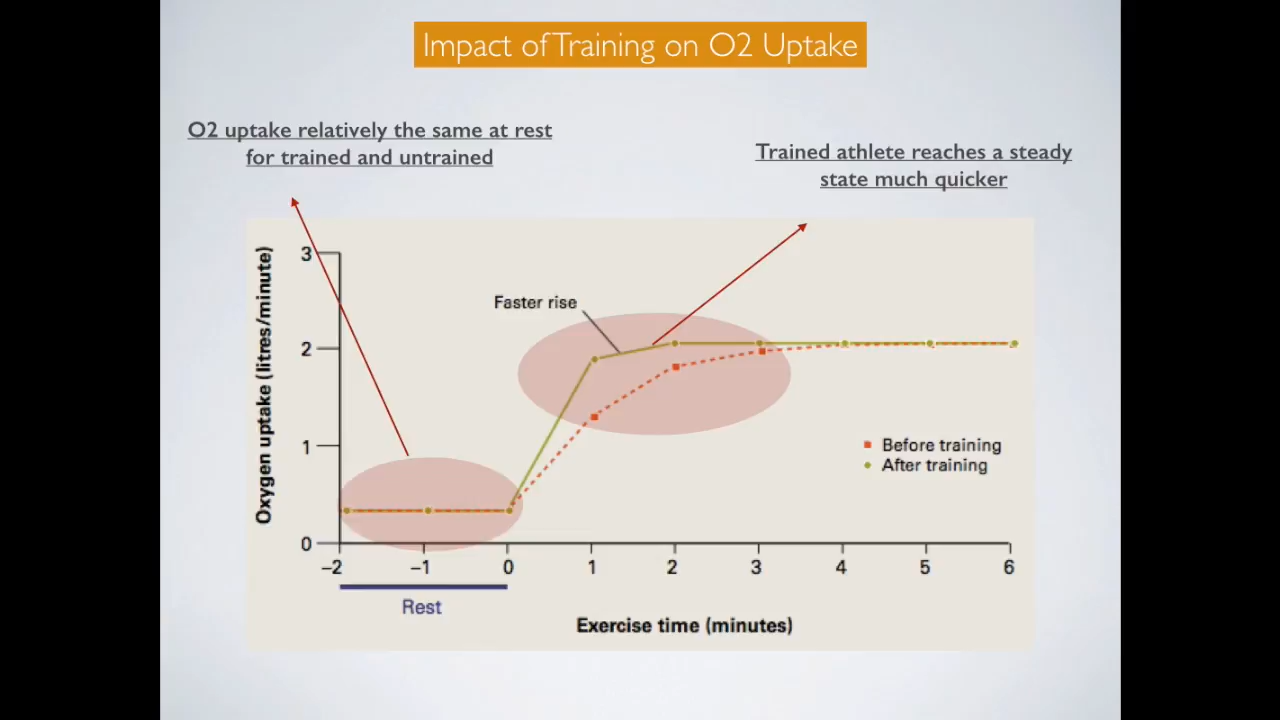 Impact of Training on O2 Uptake
O2 uptake relatively the same at rest
for trained and untrained
Trained athlete reaches a steady
state much quicker
Oxygen uptake (litres/minute)
3
2
1
0
Faster rise
Before training
After training
−2 −1 0 1 2 3 4 5 6
Rest
Exercise time (minutes)